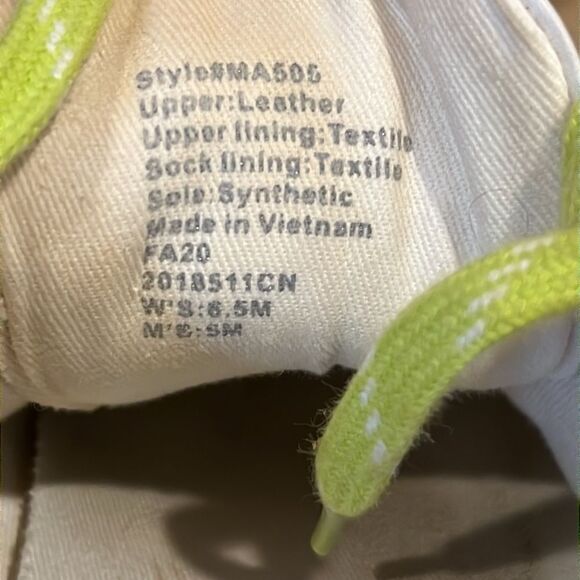 Style#MA505
Upper:Leather
Upper lining:Textile
Sock lining:Textile
Sole:Synthetic
Made in Vietnam
FA20
2018511CN
W'S:6.5M
M'S:5M